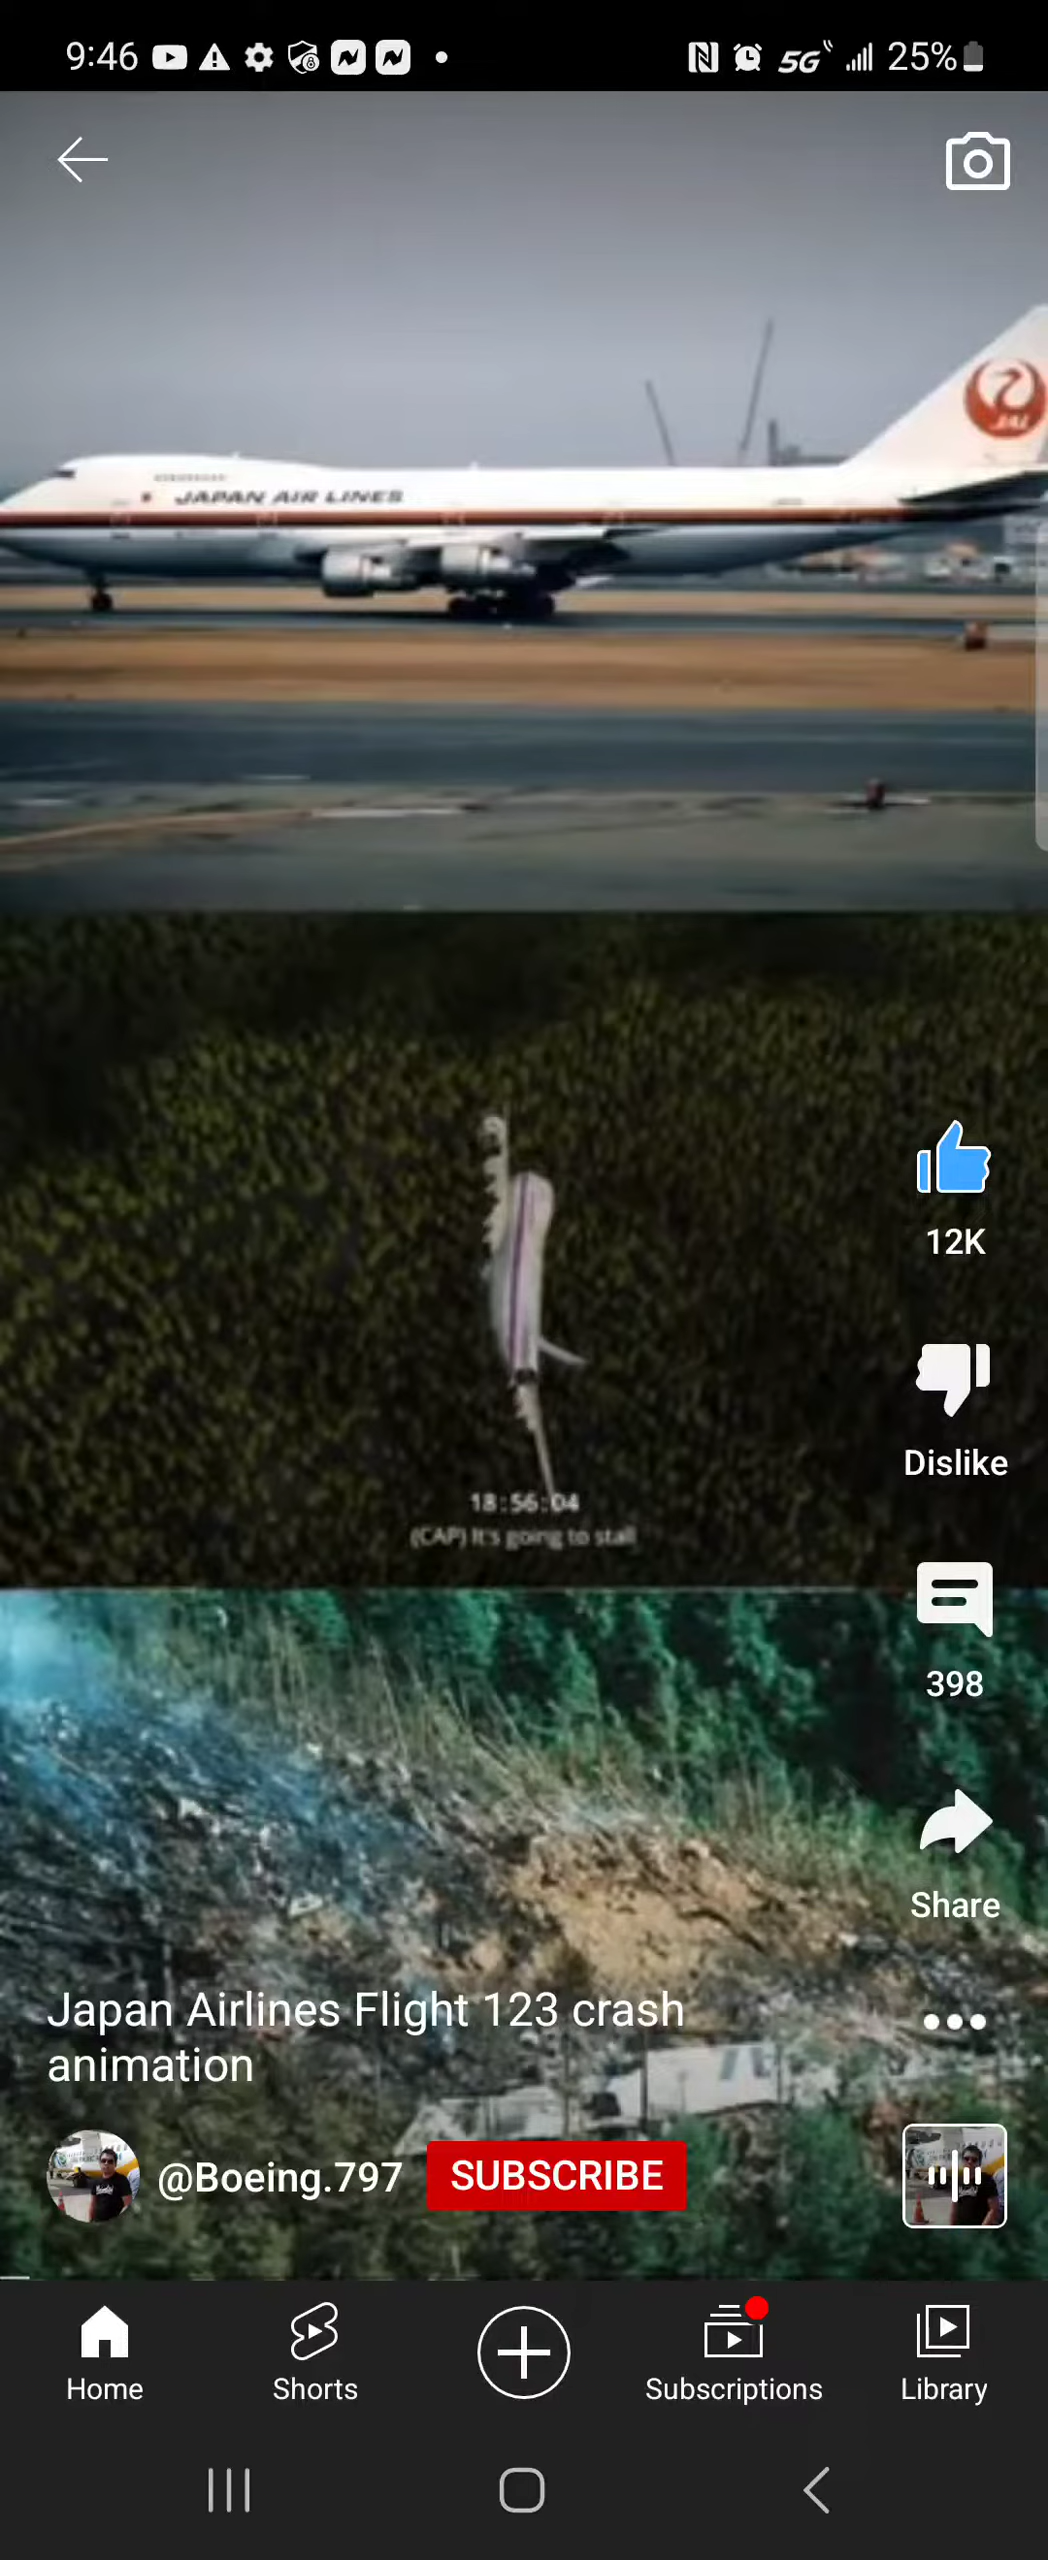 9:46
5G
25%
JAL
JAPAN AIR LINES
12K
Dislike
18:56:04
(CAP) It's going to stall
398
Share
Japan Airlines Flight 123 crash
animation
@Boeing.797
SUBSCRIBE
Home
Shorts
Subscriptions
Library